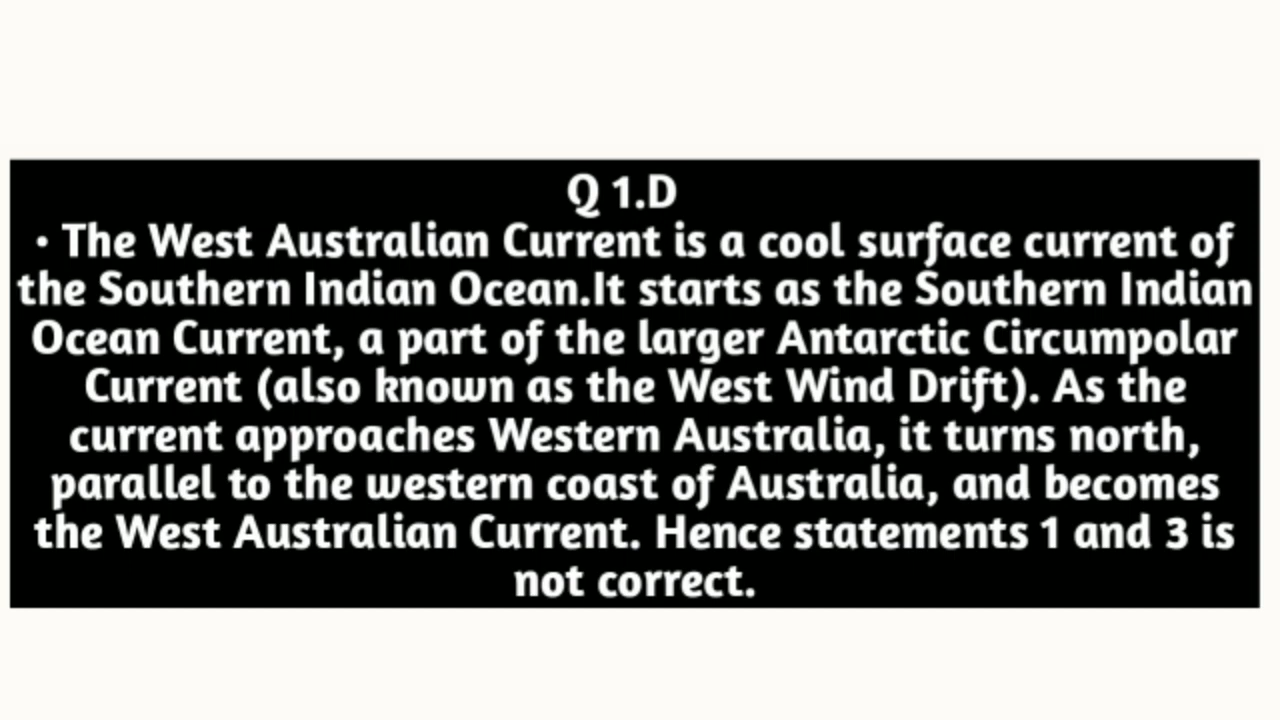 Q 1.D
• The West Australian Current is a cool surface current of
the Southern Indian Ocean.It starts as the Southern Indian
Ocean Current, a part of the larger Antarctic Circumpolar
Current (also known as the West Wind Drift). As the
current approaches Western Australia, it turns north,
parallel to the western coast of Australia, and becomes
the West Australian Current. Hence statements 1 and 3 is
not correct.